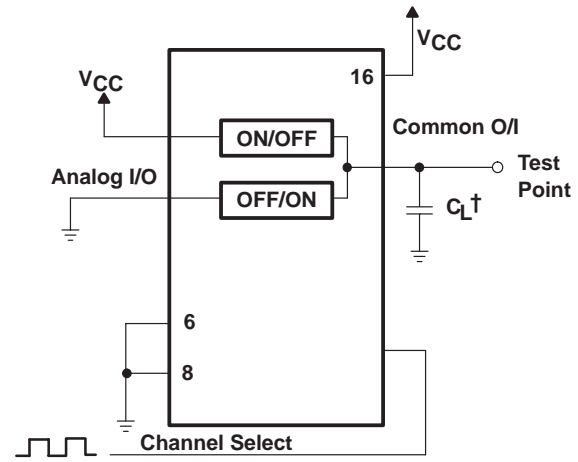 VCC
16
VCC
ON/OFF
Common O/I
Analog I/O
OFF/ON
Test
Point
CL†
6
8
Channel Select